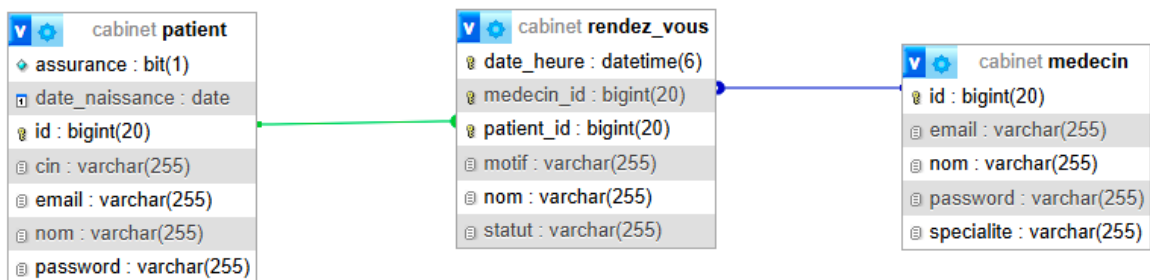 cabinet patient
assurance : bit(1)
date_naissance : date
id : bigint(20)
cin : varchar(255)
email : varchar(255)
nom : varchar(255)
password : varchar(255)
cabinet rendez_vous
date_heure : datetime(6)
medecin_id : bigint(20)
patient_id : bigint(20)
motif : varchar(255)
nom : varchar(255)
statut : varchar(255)
cabinet medecin
id : bigint(20)
email : varchar(255)
nom : varchar(255)
password : varchar(255)
specialite : varchar(255)